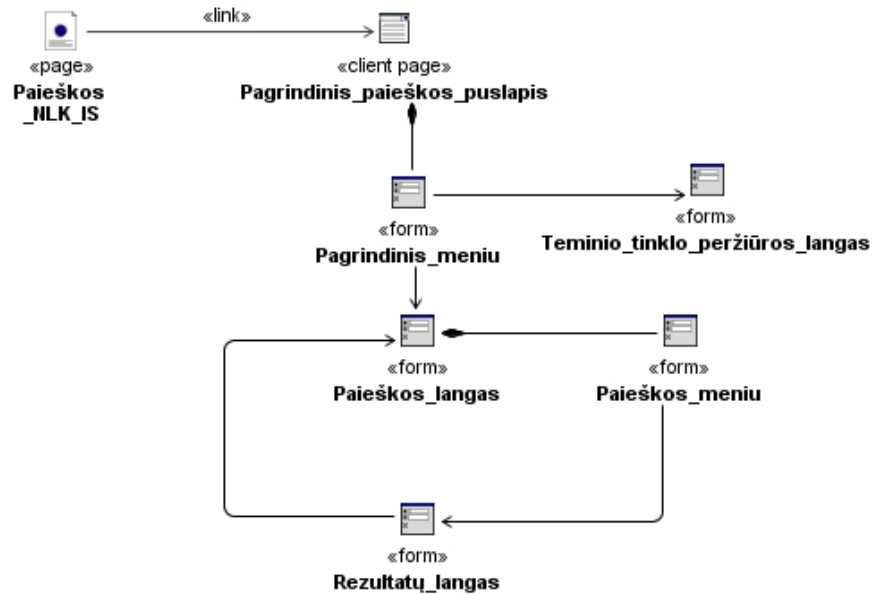 «link»
«page»
Paieškos
_NLK_IS
«client page»
Pagrindinis_paieškos_puslapis
«form»
Pagrindinis_meniu
«form»
Teminio_tinklo_peržiūros_langas
«form»
Paieškos_langas
«form»
Paieškos_meniu
«form»
Rezultatų_langas